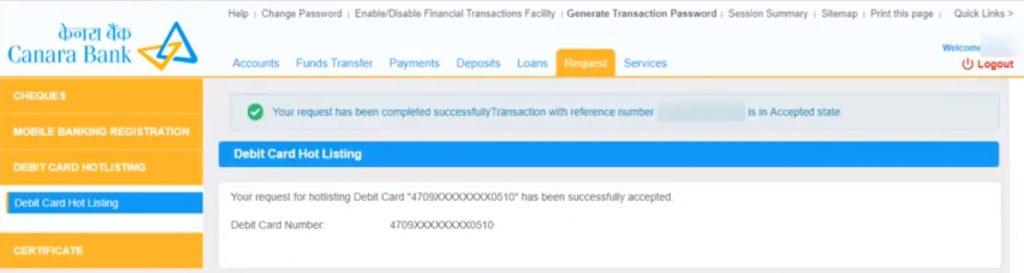 Help | Change Password | Enable/Disable Financial Transactions Facility | Generate Transaction Password | Session Summary | Sitemap | Print this page | Quick Links >
केनरा बैंक
Canara Bank
Welcome
Logout
Accounts Funds Transfer Payments Deposits Loans Request Services
CHEQUES
MOBILE BANKING REGISTRATION
DEBIT CARD HOTLISTING
Debit Card Hot Listing
CERTIFICATE
Your request has been completed successfullyTransaction with reference number is in Accepted state.
Debit Card Hot Listing
Your request for hotlisting Debit Card "4709XXXXXXXX0510" has been successfully accepted.
Debit Card Number: 4709XXXXXXXX0510